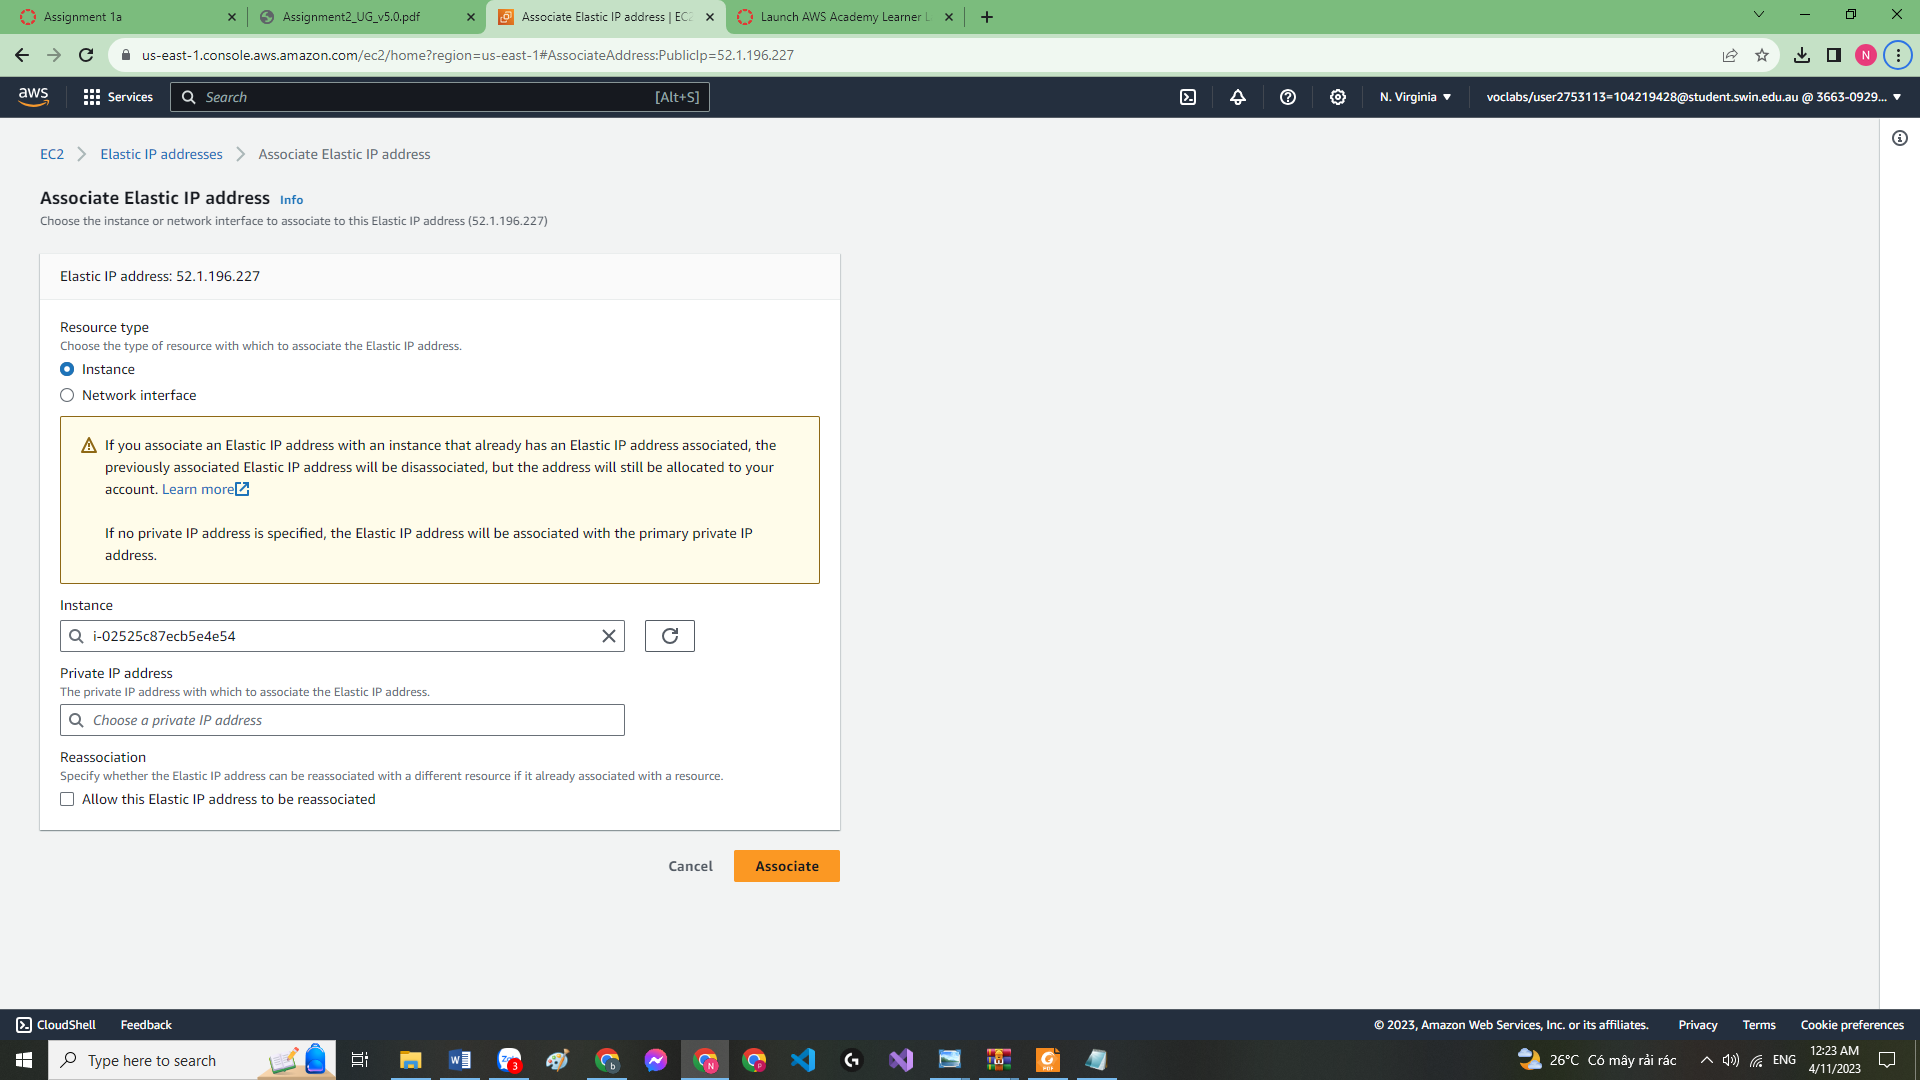 Assignment 1a
Assignment2_UG_v5.0.pdf
Associate Elastic IP address | EC2
Launch AWS Academy Learner L
us-east-1.console.aws.amazon.com/ec2/home?region=us-east-1#AssociateAddress:PublicIp=52.1.196.227
N
aws
Services
Search
[Alt+S]
N. Virginia
voclabs/user2753113=104219428@student.swin.edu.au @ 3663-0929...
EC2
Elastic IP addresses
Associate Elastic IP address
Associate Elastic IP address Info
Choose the instance or network interface to associate to this Elastic IP address (52.1.196.227)
Elastic IP address: 52.1.196.227
Resource type
Choose the type of resource with which to associate the Elastic IP address.
Instance
Network interface
If you associate an Elastic IP address with an instance that already has an Elastic IP address associated, the
previously associated Elastic IP address will be disassociated, but the address will still be allocated to your
account. Learn more
If no private IP address is specified, the Elastic IP address will be associated with the primary private IP
address.
Instance
i-02525c87ecb5e4e54
Private IP address
The private IP address with which to associate the Elastic IP address.
Choose a private IP address
Reassociation
Specify whether the Elastic IP address can be reassociated with a different resource if it already associated with a resource.
Allow this Elastic IP address to be reassociated
Cancel
Associate
CloudShell
Feedback
© 2023, Amazon Web Services, Inc. or its affiliates.
Privacy
Terms
Cookie preferences
Type here to search
26°C Có mây rải rác
ENG
12:23 AM
4/11/2023